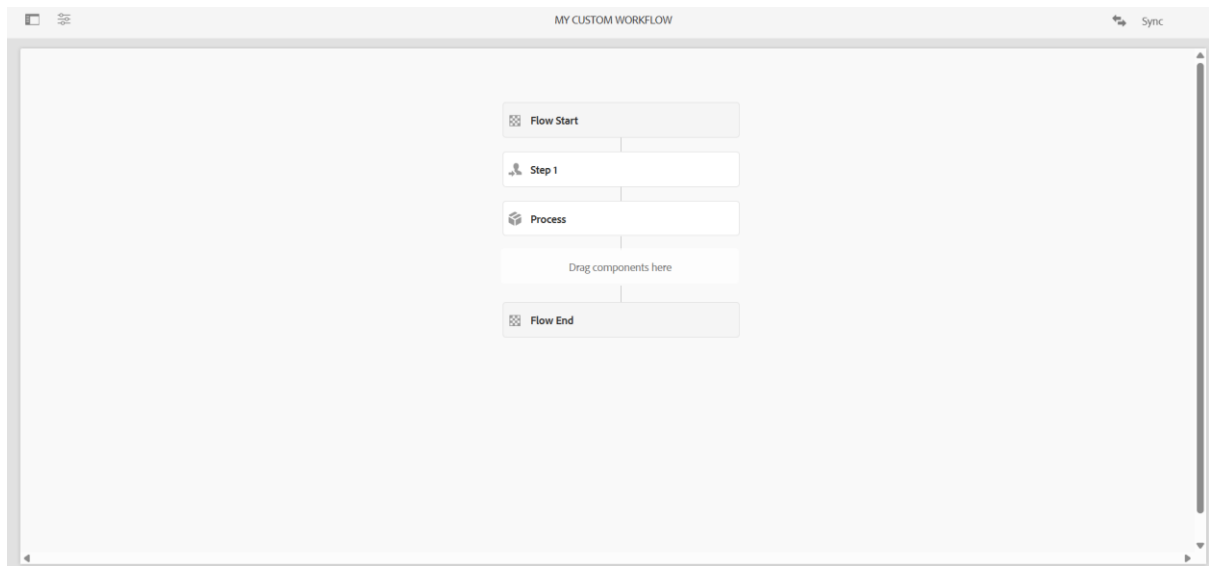 MY CUSTOM WORKFLOW
Sync
Flow Start
Step 1
Process
Drag components here
Flow End